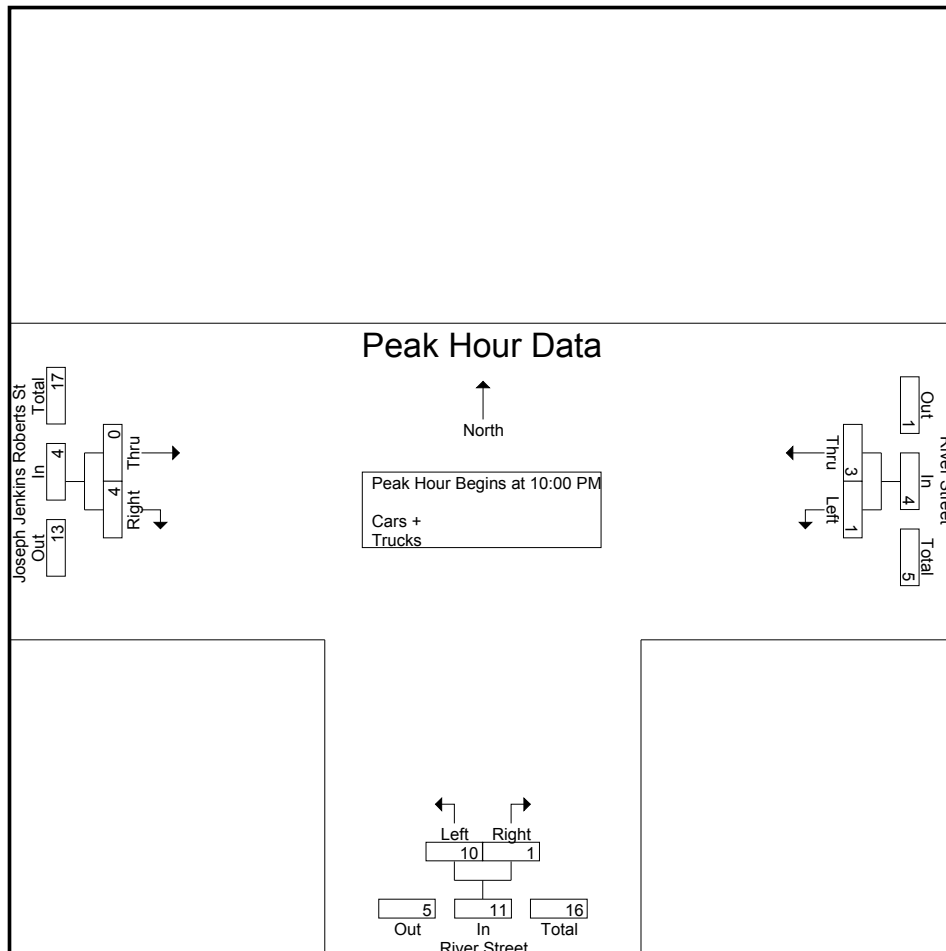 Peak Hour Data
North
Peak Hour Begins at 10:00 PM
Cars +
Trucks
Joseph Jenkins Roberts St
Total
17
In
4
Out
13
Thru
0
Right
4
River Street
Out
1
In
4
Total
5
Thru
3
Left
1
Left Right
10 1
5 11 16
Out In Total
River Street